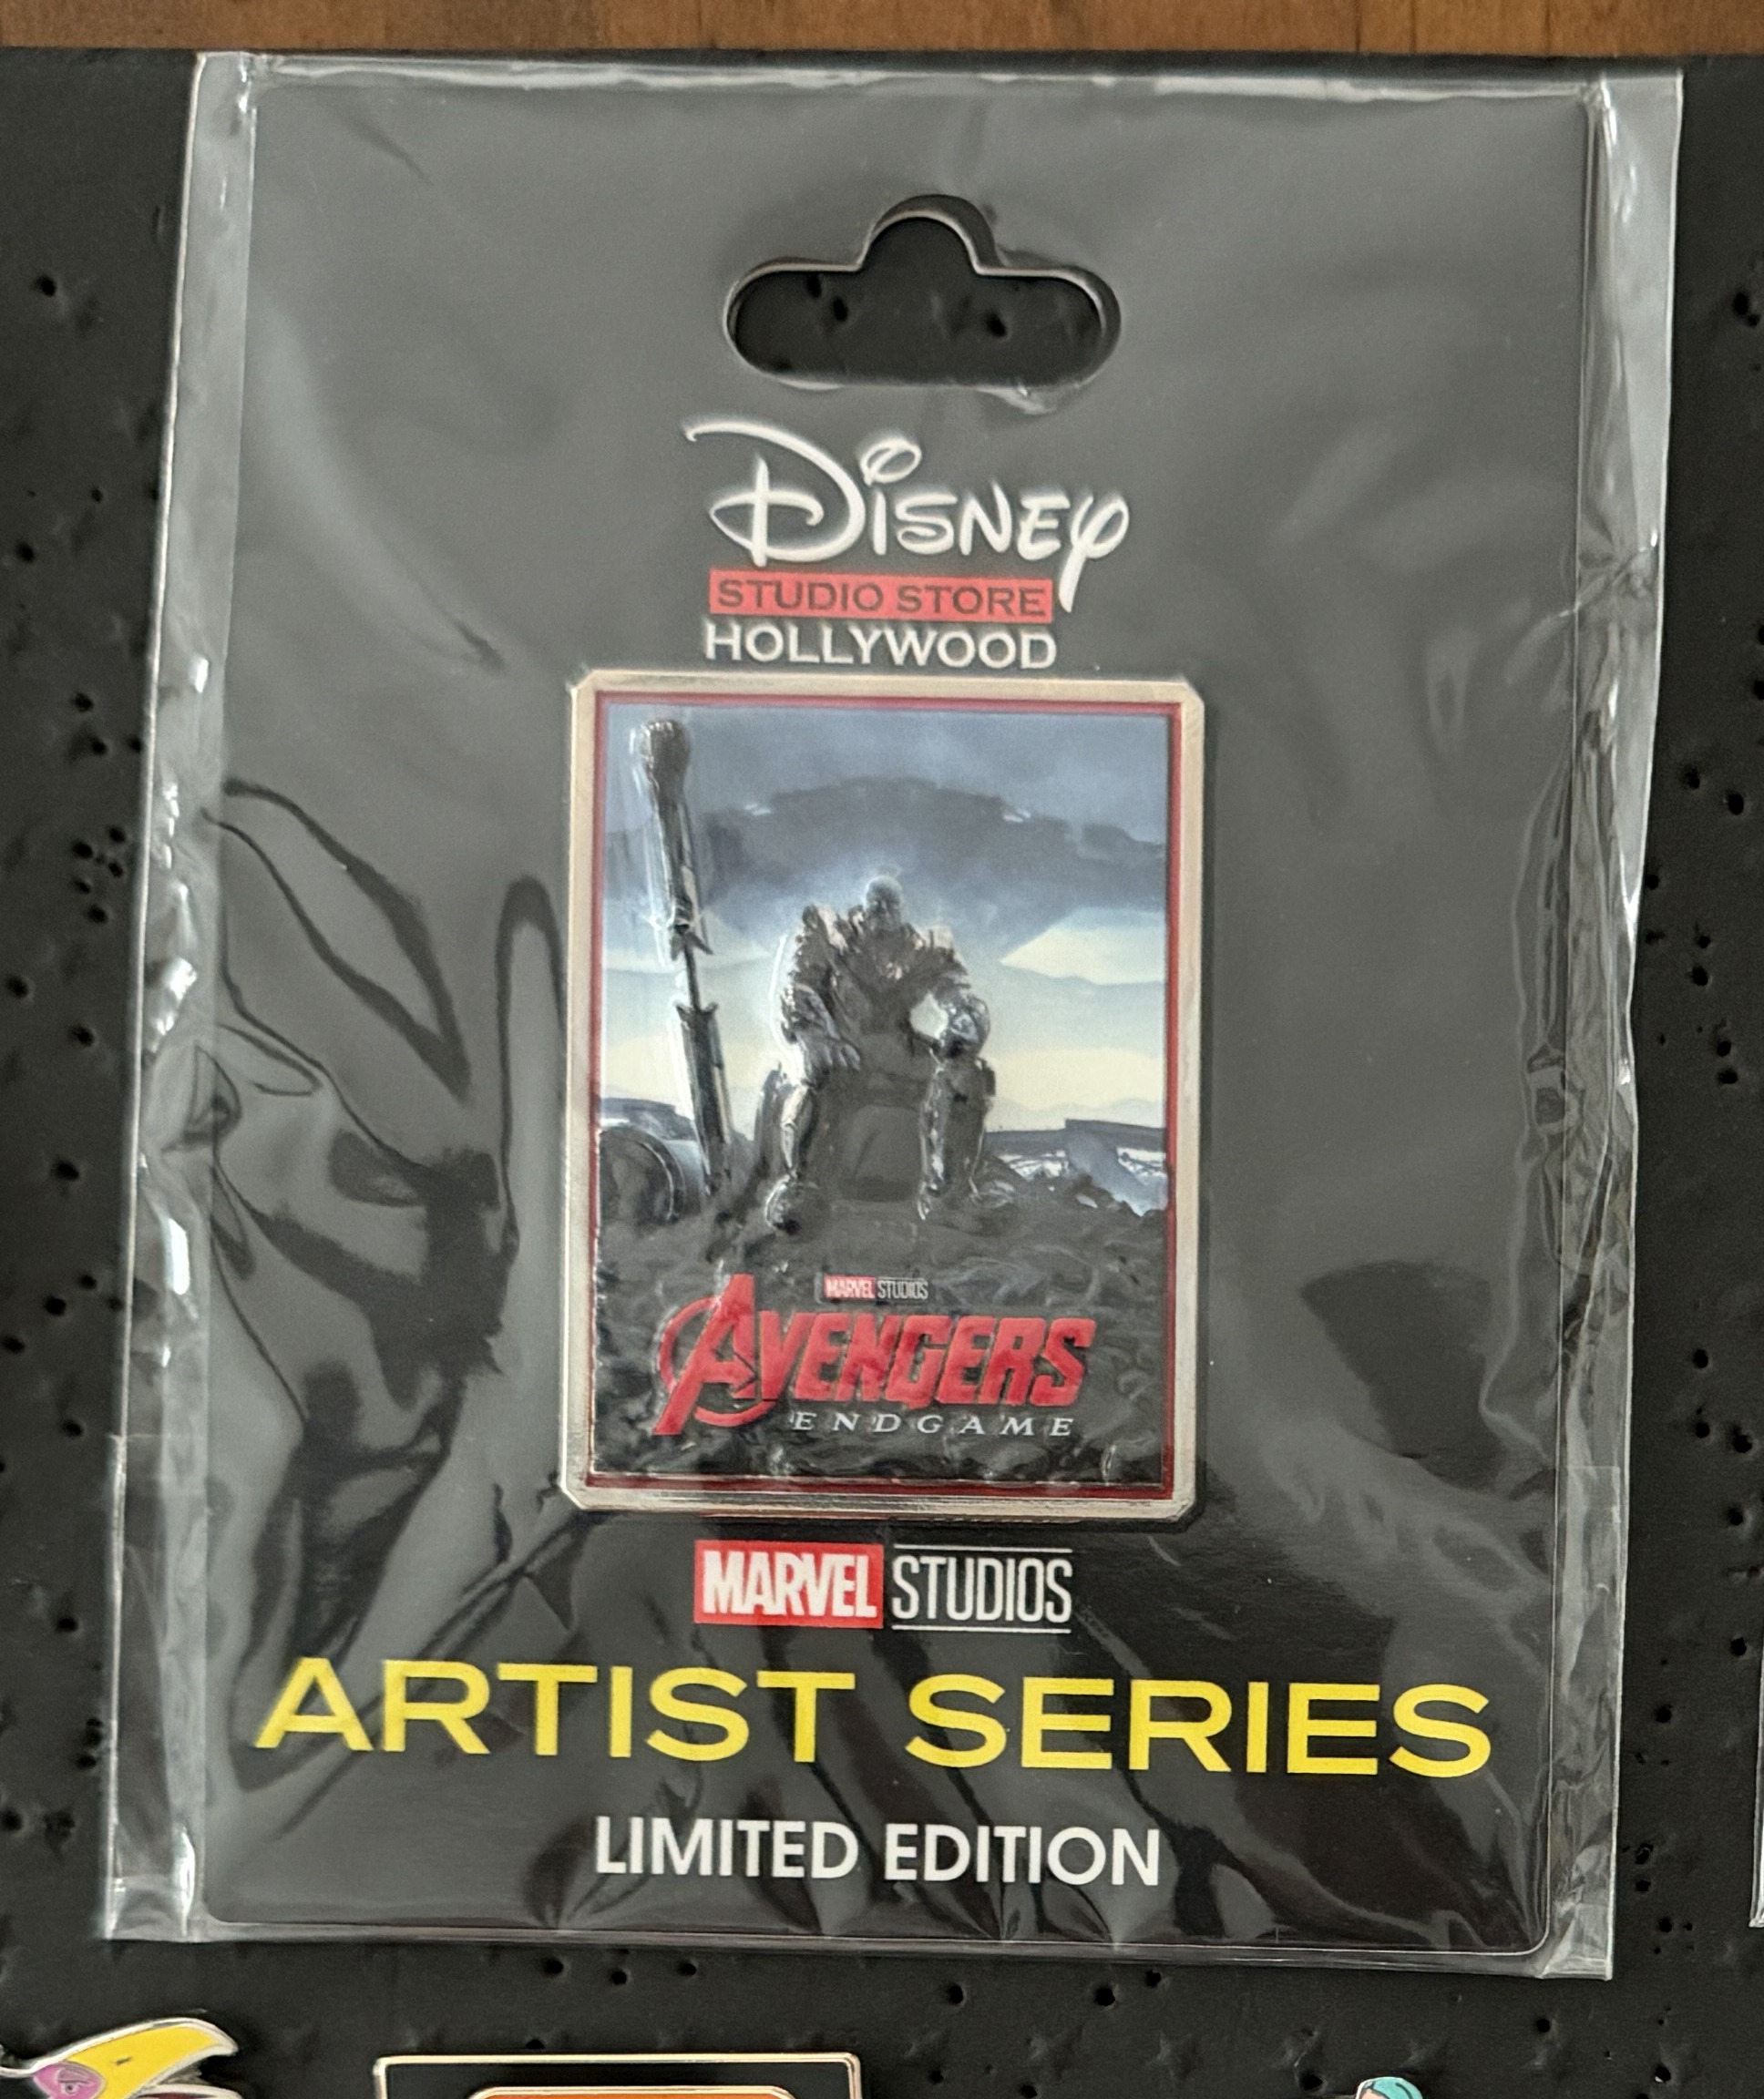 Disney
STUDIO STORE
HOLLYWOOD
MARVEL STUDIOS
AVENGERS
ENDGAME
MARVEL STUDIOS
ARTIST SERIES
LIMITED EDITION